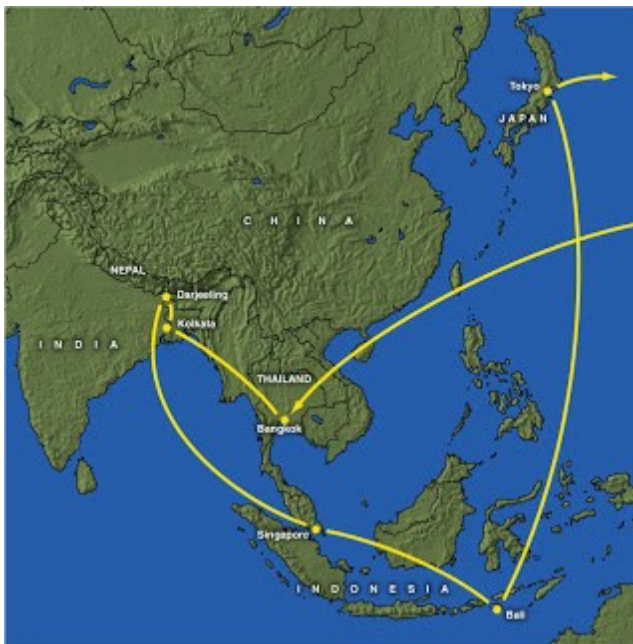 Tokyo
JAPAN
CHINA
NEPAL
Darjeeling
Kolkata
INDIA
THAILAND
Bangkok
Singapore
INDONESIA
Bali